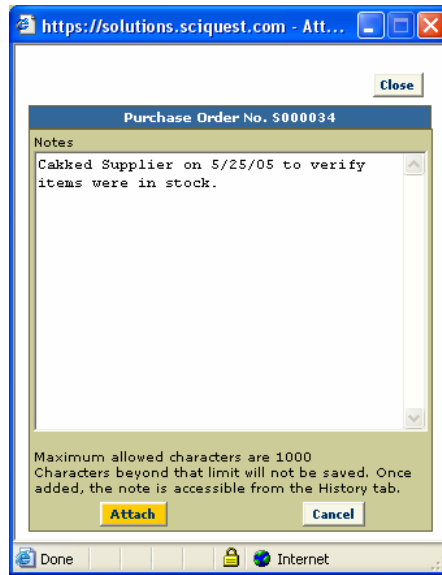 https://solutions.sciquest.com - Att...
Close
Purchase Order No. S000034
Notes
Cakked Supplier on 5/25/05 to verify
items were in stock.
Maximum allowed characters are 1000
Characters beyond that limit will not be saved. Once
added, the note is accessible from the History tab.
Attach Cancel
Done Internet